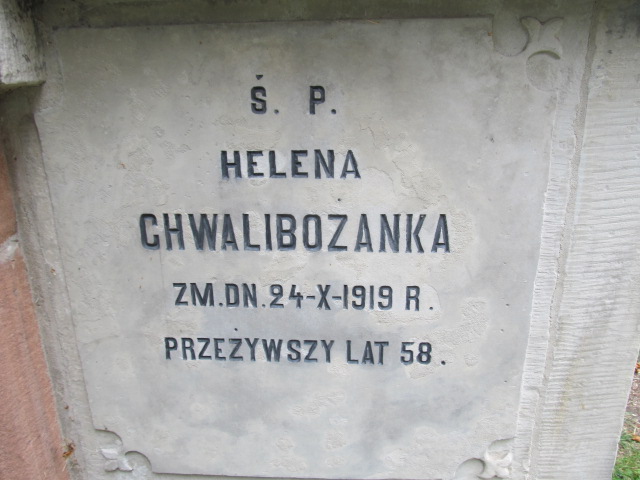 Ś. P.
HELENA
CHWALIBOZANKA
ZM.DN.24-X-1919 R.
PRZEŻYWSZY LAT 58.